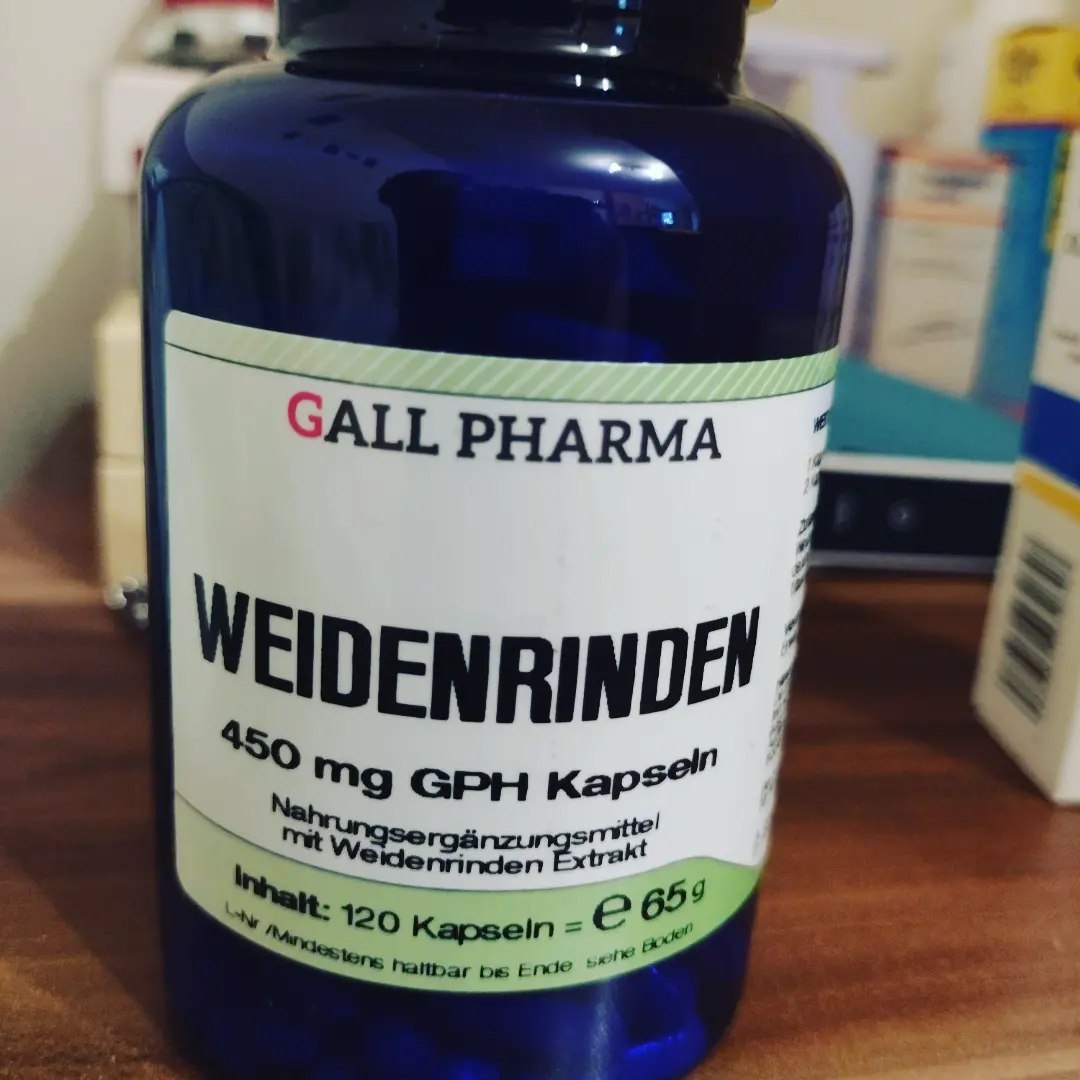 GALL PHARMA
WEIDENRINDEN
450 mg GPH Kapseln
Nahrungsergänzungsmittel
mit Weidenrinden Extrakt
Inhalt: 120 Kapseln = e 65 g
L-Nr /Mindestens haltbar bis Ende siehe Boden